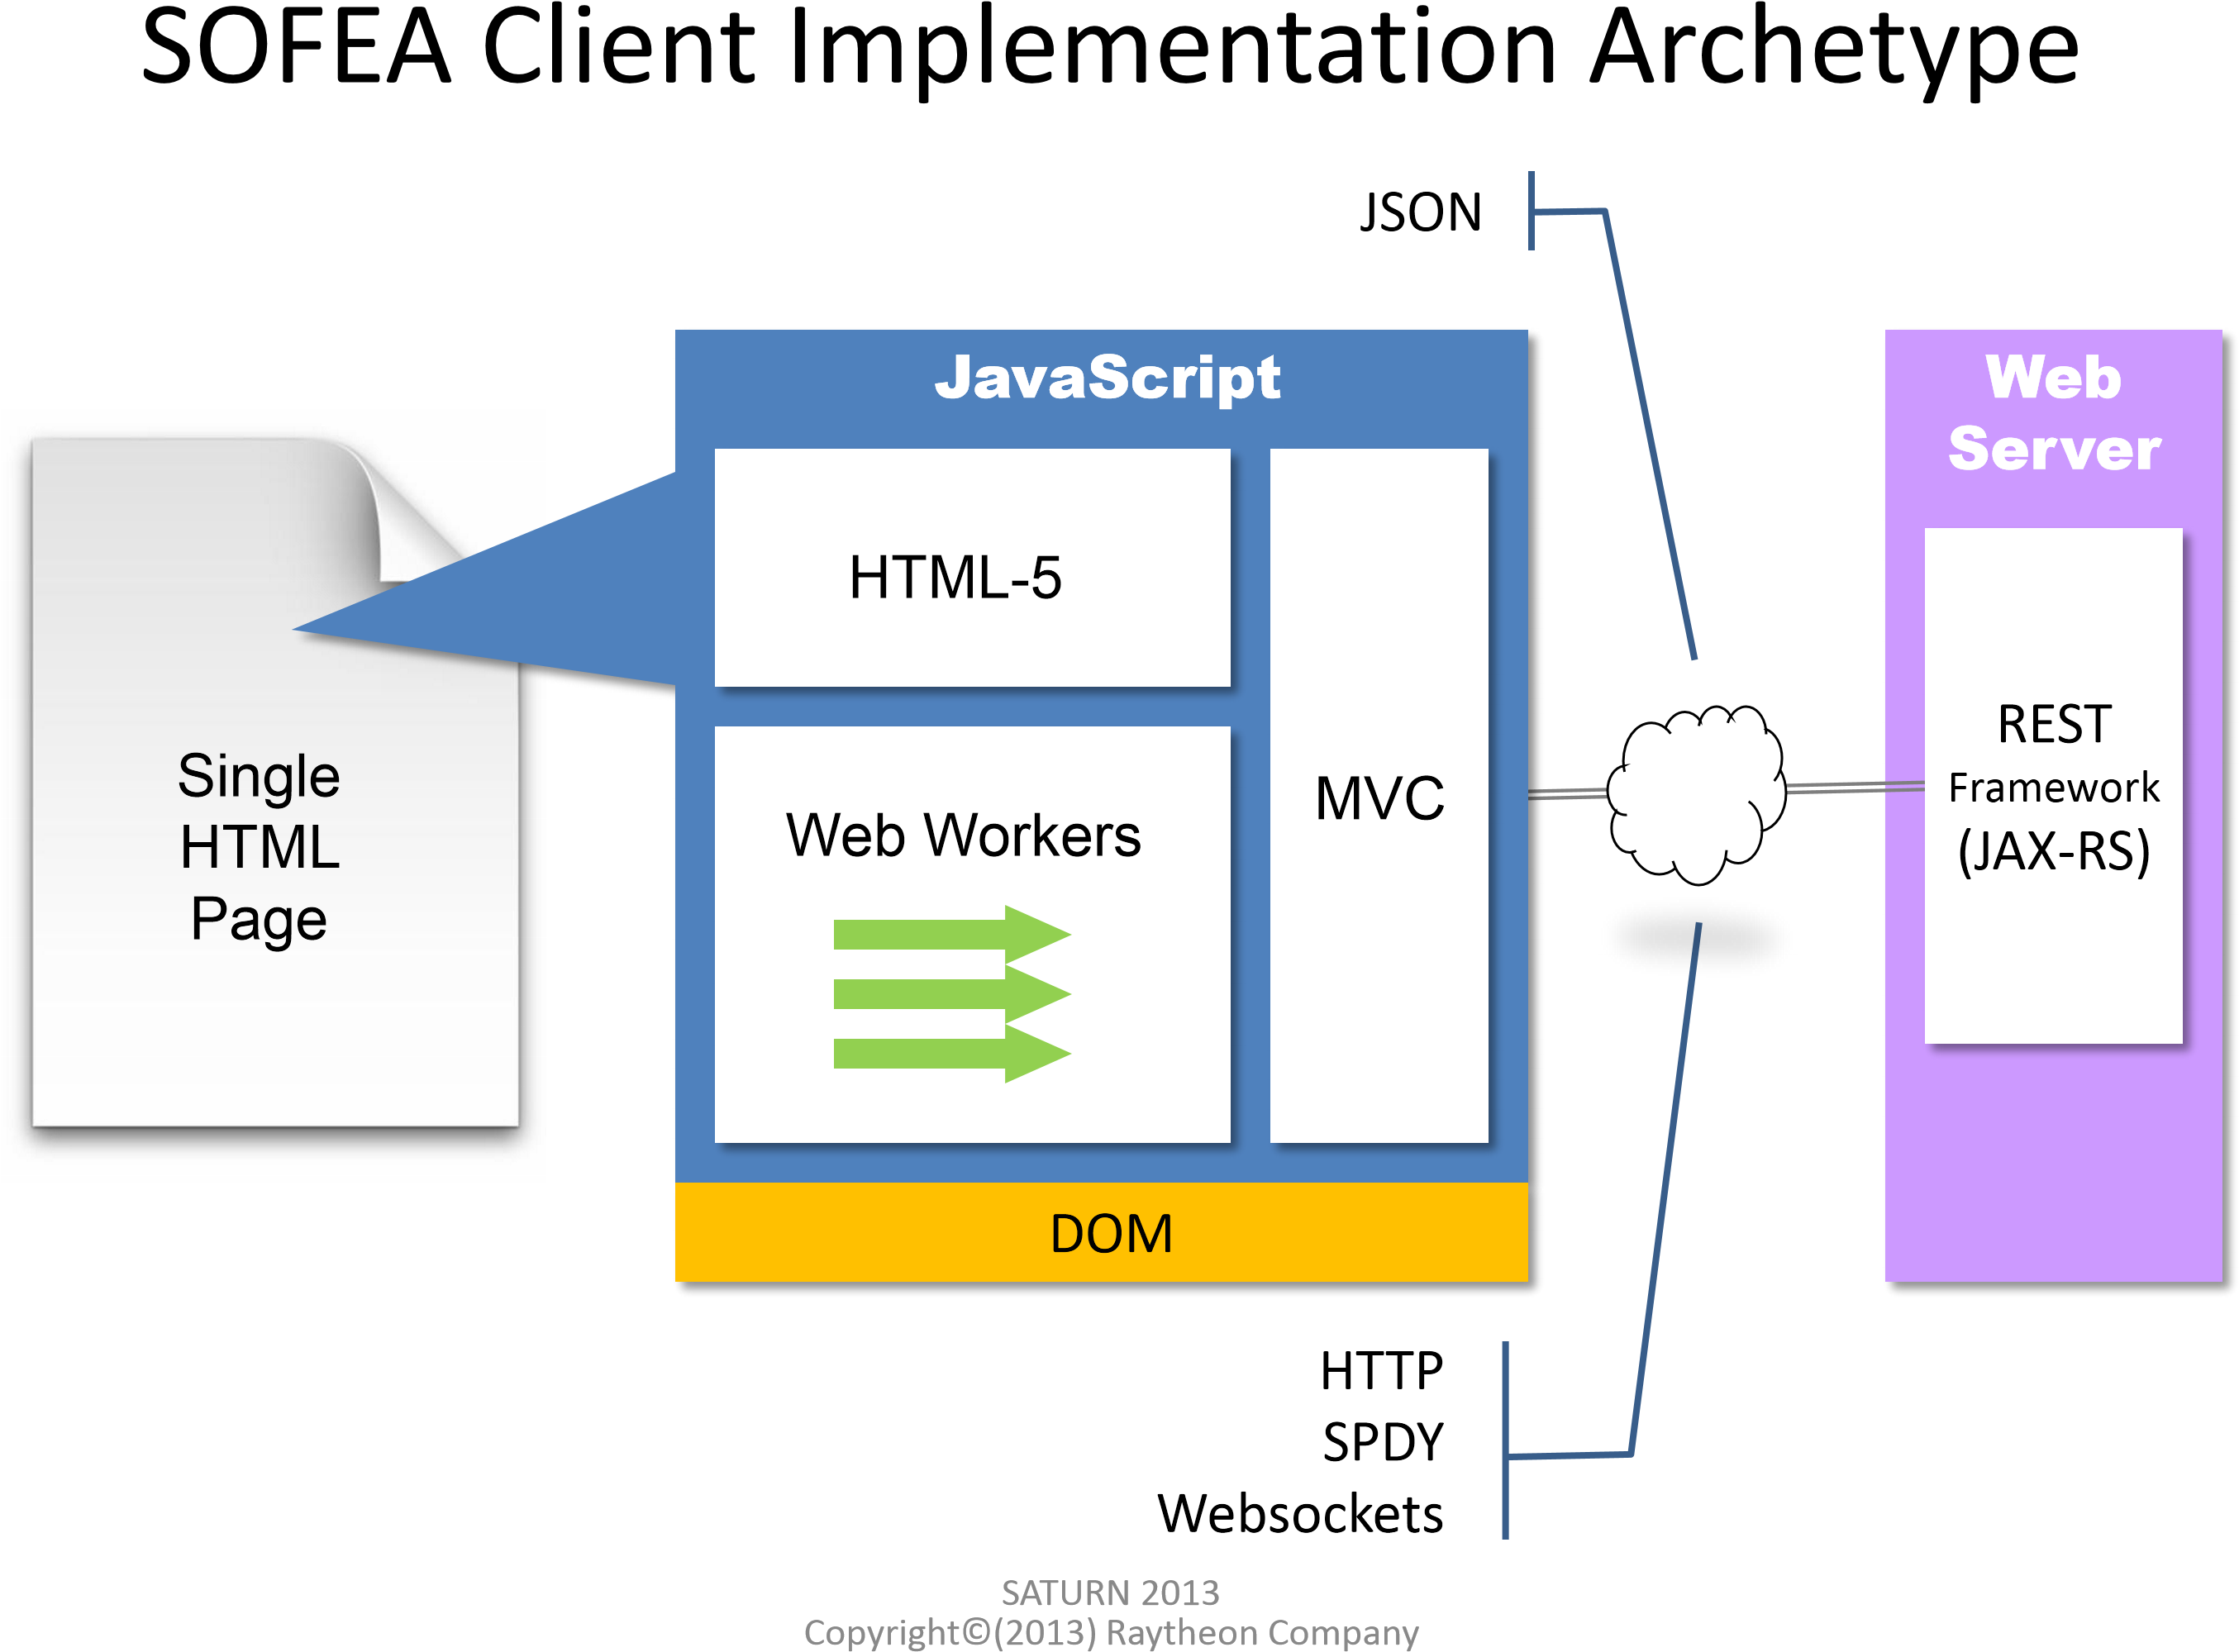 SOFEA Client Implementation Archetype
JSON
JavaScript
Web
Server
HTML-5
Single
HTML
Page
Web Workers
MVC
REST
Framework
(JAX-RS)
DOM
HTTP
SPDY
Websockets
SATURN 2013
Copyright©(2013) Raytheon Company